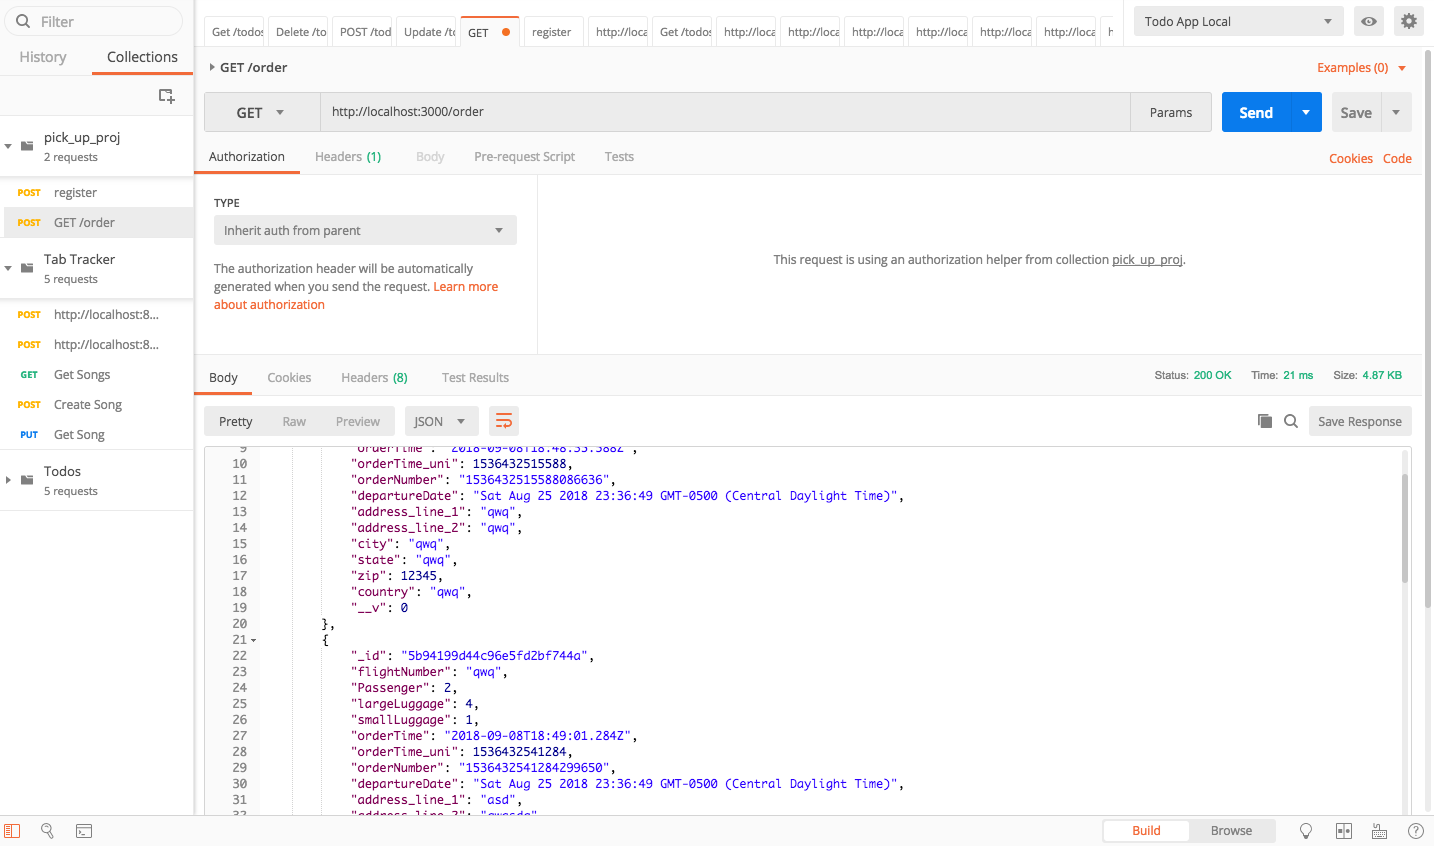 Filter
History
Collections
pick_up_proj
2 requests
POST register
POST GET /order
Tab Tracker
5 requests
POST http://localhost:8...
POST http://localhost:8...
GET Get Songs
POST Create Song
PUT Get Song
Todos
5 requests
Get /todos
Delete /to
POST /tod
Update /to
GET
register
http://loca
Get /todos
http://loca
http://loca
http://loca
http://loca
http://loca
http://loca
h
Todo App Local
GET /order
Examples (0)
GET
http://localhost:3000/order
Params
Send
Save
Authorization
Headers (1)
Body
Pre-request Script
Tests
Cookies
Code
TYPE
Inherit auth from parent
The authorization header will be automatically
generated when you send the request. Learn more
about authorization
This request is using an authorization helper from collection pick_up_proj.
Body
Cookies
Headers (8)
Test Results
Status: 200 OK
Time: 21 ms
Size: 4.87 KB
Pretty
Raw
Preview
JSON
Save Response
9 "orderTime": "2018-09-08T18:48:35.588Z",
10 "orderTime_uni": 1536432515588,
11 "orderNumber": "1536432515588086636",
12 "departureDate": "Sat Aug 25 2018 23:36:49 GMT-0500 (Central Daylight Time)",
13 "address_line_1": "qwq",
14 "address_line_2": "qwq",
15 "city": "qwq",
16 "state": "qwq",
17 "zip": 12345,
18 "country": "qwq",
19 "__v": 0
20 },
21 {
22 "_id": "5b94199d44c96e5fd2bf744a",
23 "flightNumber": "qwq",
24 "Passenger": 2,
25 "largeLuggage": 4,
26 "smallLuggage": 1,
27 "orderTime": "2018-09-08T18:49:01.284Z",
28 "orderTime_uni": 1536432541284,
29 "orderNumber": "1536432541284299650",
30 "departureDate": "Sat Aug 25 2018 23:36:49 GMT-0500 (Central Daylight Time)",
31 "address_line_1": "asd",
32 "address_line_2": "qwasda"
Build
Browse